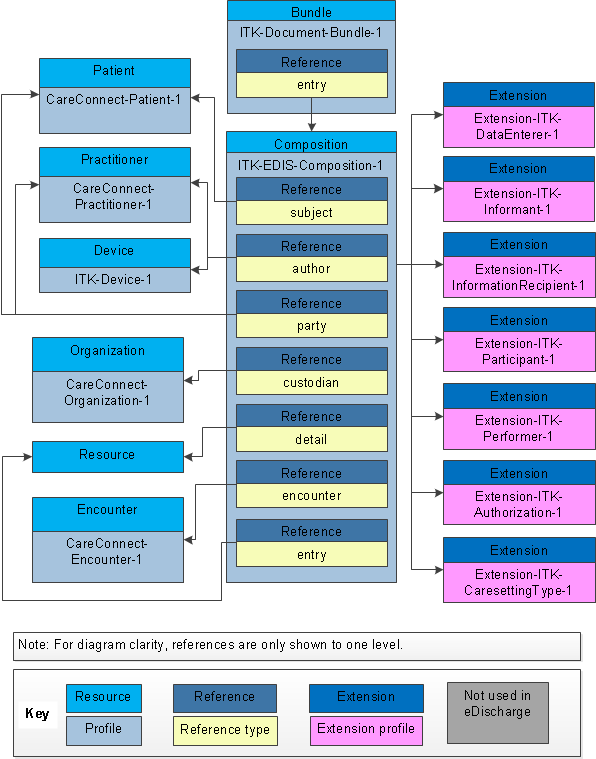 Bundle
ITK-Document-Bundle-1
Reference
entry
Patient
CareConnect-Patient-1
Practitioner
CareConnect-
Practitioner-1
Device
ITK-Device-1
Organization
CareConnect-
Organization-1
Resource
Encounter
CareConnect-
Encounter-1
Composition
ITK-EDIS-Composition-1
Reference
subject
Reference
author
Reference
party
Reference
custodian
Reference
detail
Reference
encounter
Reference
entry
Extension
Extension-ITK-
DataEnterer-1
Extension
Extension-ITK-
Informant-1
Extension
Extension-ITK-
InformationRecipient-1
Extension
Extension-ITK-
Participant-1
Extension
Extension-ITK-
Performer-1
Extension
Extension-ITK-
Authorization-1
Extension
Extension-ITK-
CaresettingType-1
Note: For diagram clarity, references are only shown to one level.
Key
Resource
Profile
Reference
Reference type
Extension
Extension profile
Not used in
eDischarge